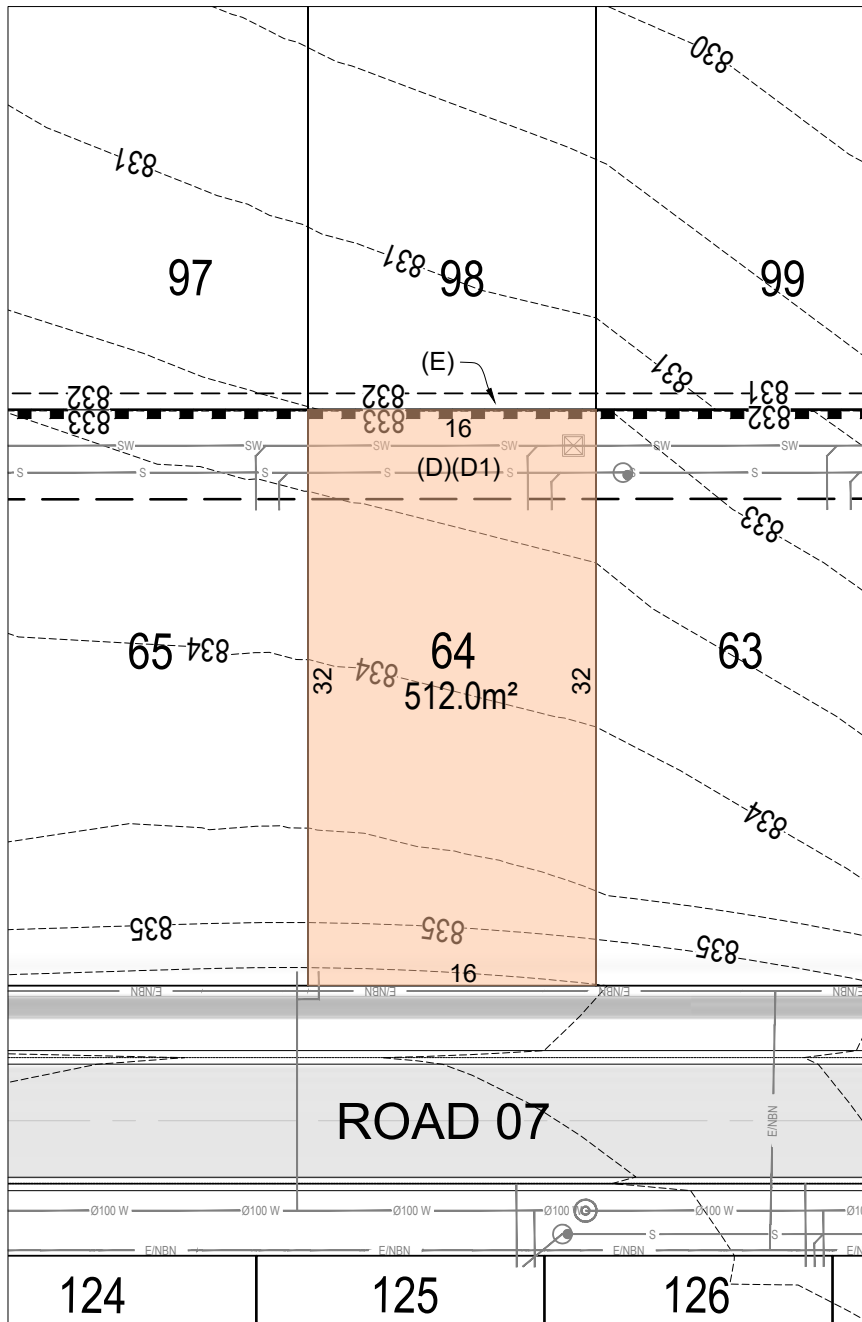 830
831
831
97
98
99
(E)
831
832
832
831
833
833
832
16
SW
SW
SW
SW
SW
(D)(D1)
S
S
S
S
S
S
833
65
834
64
63
834
512.0m²
32
32
834
835
835
835
16
E/NBN
E/NBN
E/NBN
E/NBN
ROAD 07
E/NBN
Ø100 W
Ø100 W
Ø100 W
Ø100 W
Ø100 W
S
S
E/NBN
E/NBN
E/NBN
124
125
126